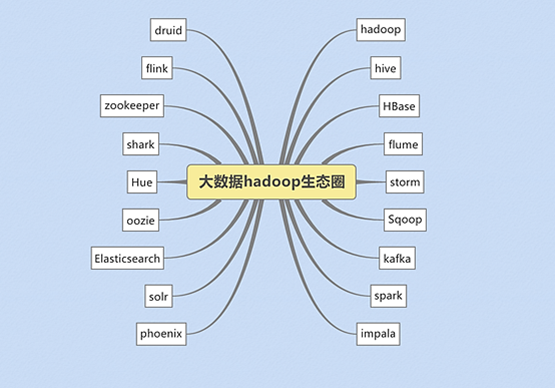 druid
hadoop
flink
hive
zookeeper
HBase
shark
flume
Hue
大数据hadoop生态圈
storm
oozie
Sqoop
Elasticsearch
kafka
solr
spark
phoenix
impala